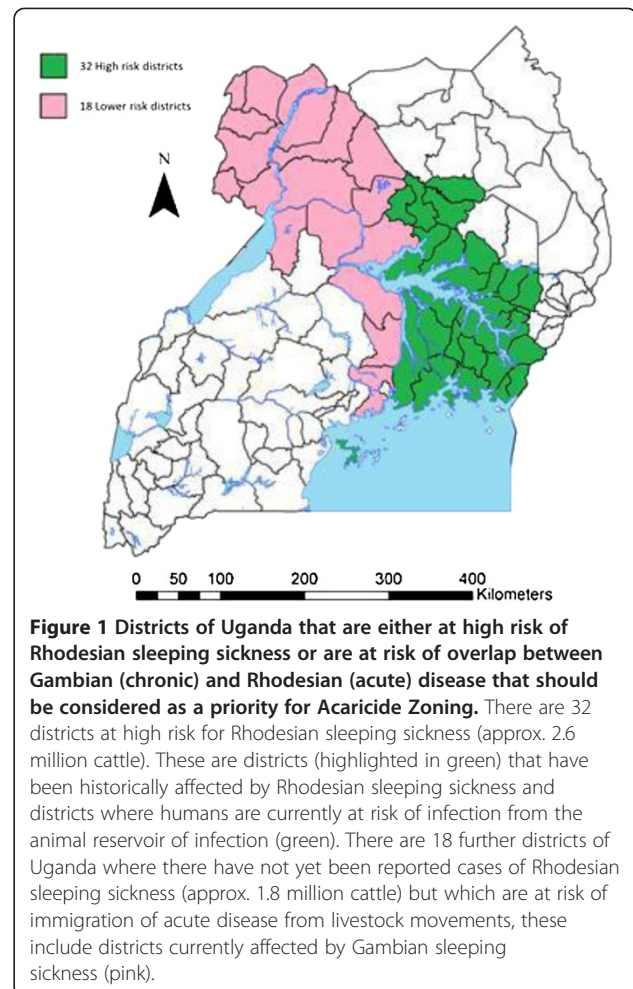 32 High risk districts
18 Lower risk districts
N
0 50 100 200 300 400
Kilometers
Figure 1 Districts of Uganda that are either at high risk of
Rhodesian sleeping sickness or are at risk of overlap between
Gambian (chronic) and Rhodesian (acute) disease that should
be considered as a priority for Acaricide Zoning. There are 32
districts at high risk for Rhodesian sleeping sickness (approx. 2.6
million cattle). These are districts (highlighted in green) that have
been historically affected by Rhodesian sleeping sickness and
districts where humans are currently at risk of infection from the
animal reservoir of infection (green). There are 18 further districts of
Uganda where there have not yet been reported cases of Rhodesian
sleeping sickness (approx. 1.8 million cattle) but which are at risk of
immigration of acute disease from livestock movements, these
include districts currently affected by Gambian sleeping
sickness (pink).